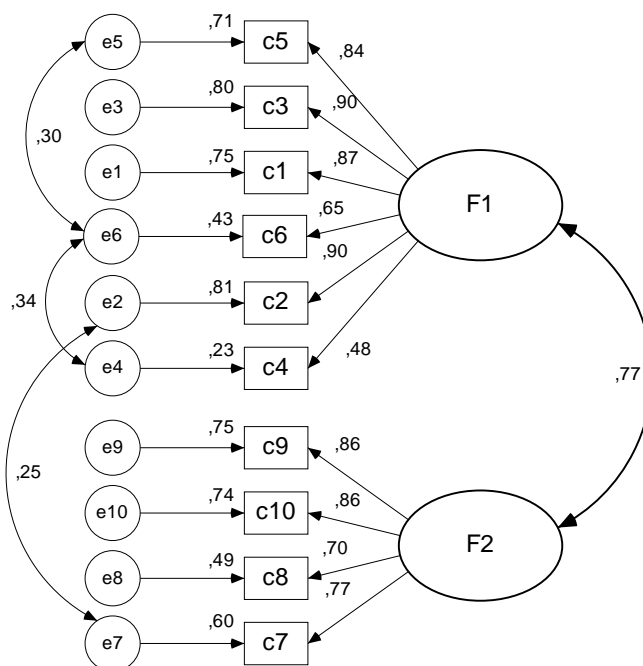 e5 ,71 c5 ,84
e3 ,80 c3 ,90
,30
e1 ,75 c1 ,87
F1
e6 ,43 c6 ,65
,90
e2 ,81 c2
,34
e4 ,23 c4 ,48
,77
e9 ,75 c9 ,86
,25
e10 ,74 c10 ,86
F2
e8 ,49 c8 ,70
,77
e7 ,60 c7